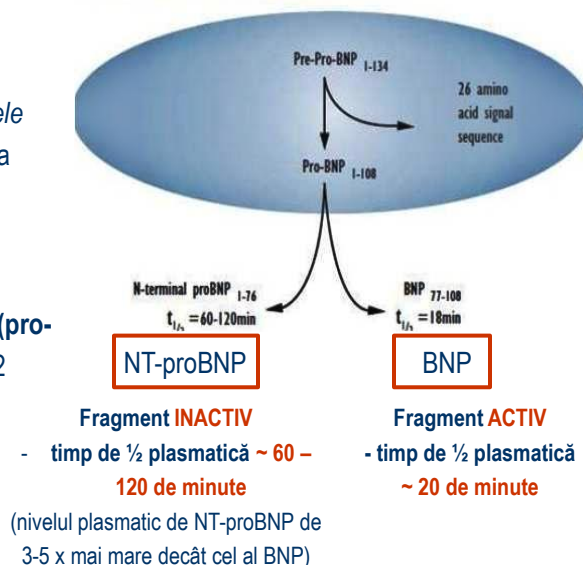 Pre-Pro-BNP 1-134
26 amino
acid signal
sequence
ele
a
Pro-BNP 1-108
N-terminal proBNP 1-76
t1/2 =60-120min
BNP 77-108
t1/2 =18min
(pro-
2
NT-proBNP
BNP
Fragment INACTIV
- timp de ½ plasmatică ~ 60 –
120 de minute
(nivelul plasmatic de NT-proBNP de
3-5 x mai mare decât cel al BNP)
Fragment ACTIV
- timp de ½ plasmatică
~ 20 de minute